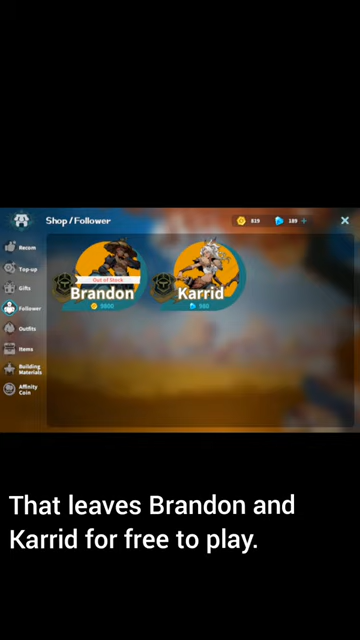 Shop / Follower
819
189
Recom
Top-up
Gifts
Follower
Outfits
Items
Building
Materials
Affinity
Coin
Out of Stock
Brandon
9800
Karrid
980
That leaves Brandon and
Karrid for free to play.